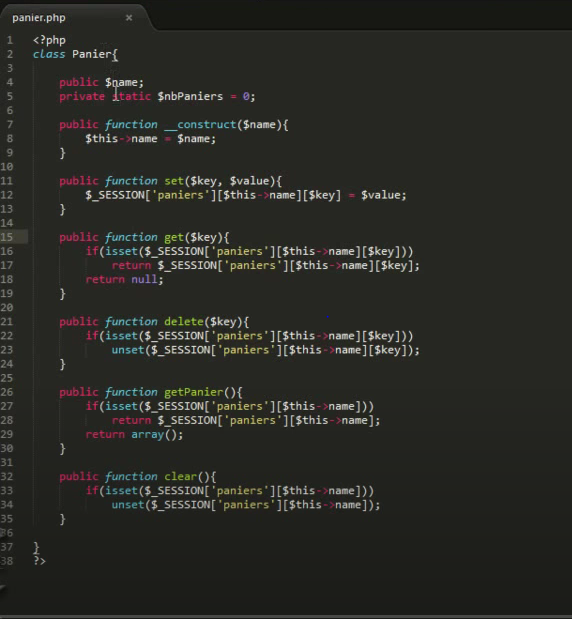 panier.php ×
1 <?php
2 class Panier{
3
4     public $name;
5     private static $nbPaniers = 0;
6
7     public function __construct($name){
8         $this->name = $name;
9     }
10
11     public function set($key, $value){
12         $_SESSION['paniers'][$this->name][$key] = $value;
13     }
14
15     public function get($key){
16         if(isset($_SESSION['paniers'][$this->name][$key]))
17             return $_SESSION['paniers'][$this->name][$key];
18         return null;
19     }
20
21     public function delete($key){
22         if(isset($_SESSION['paniers'][$this->name][$key]))
23             unset($_SESSION['paniers'][$this->name][$key]);
24     }
25
26     public function getPanier(){
27         if(isset($_SESSION['paniers'][$this->name]))
28             return $_SESSION['paniers'][$this->name];
29         return array();
30     }
31
32     public function clear(){
33         if(isset($_SESSION['paniers'][$this->name]))
34             unset($_SESSION['paniers'][$this->name]);
35     }
36
37 }
38 ?>